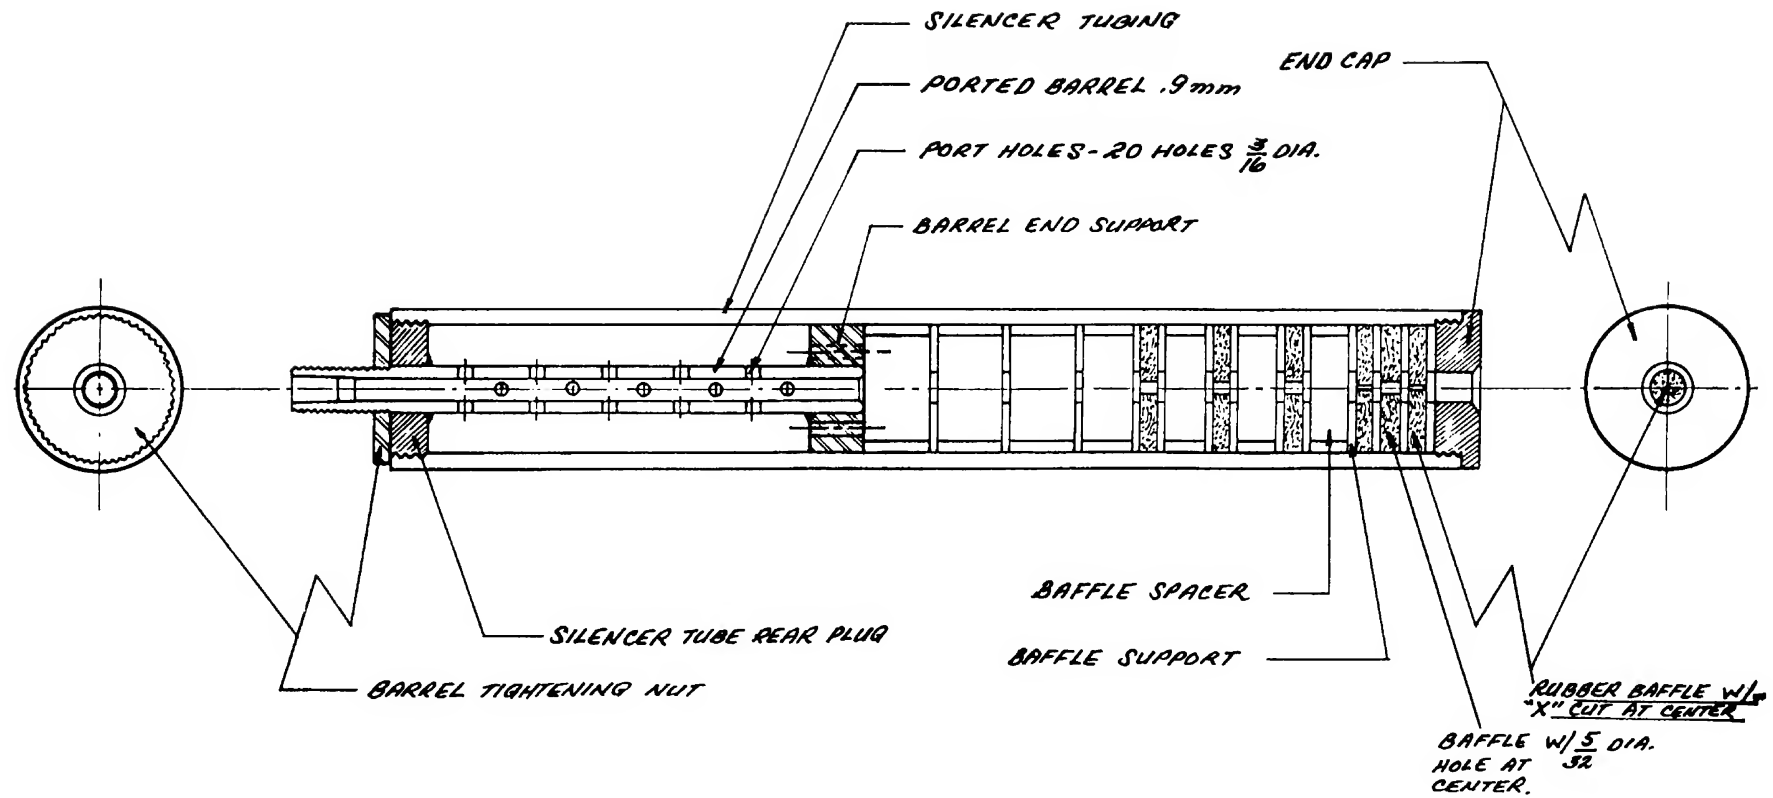 SILENCER TUBING
END CAP
PORTED BARREL .9mm
PORT HOLES-20 HOLES 3/16 DIA.
BARREL END SUPPORT
BAFFLE SPACER
SILENCER TUBE REAR PLUG
BAFFLE SUPPORT
BARREL TIGHTENING NUT
RUBBER BAFFLE W/
"X" CUT AT CENTER
BAFFLE W/ 5/32 DIA.
HOLE AT
CENTER.